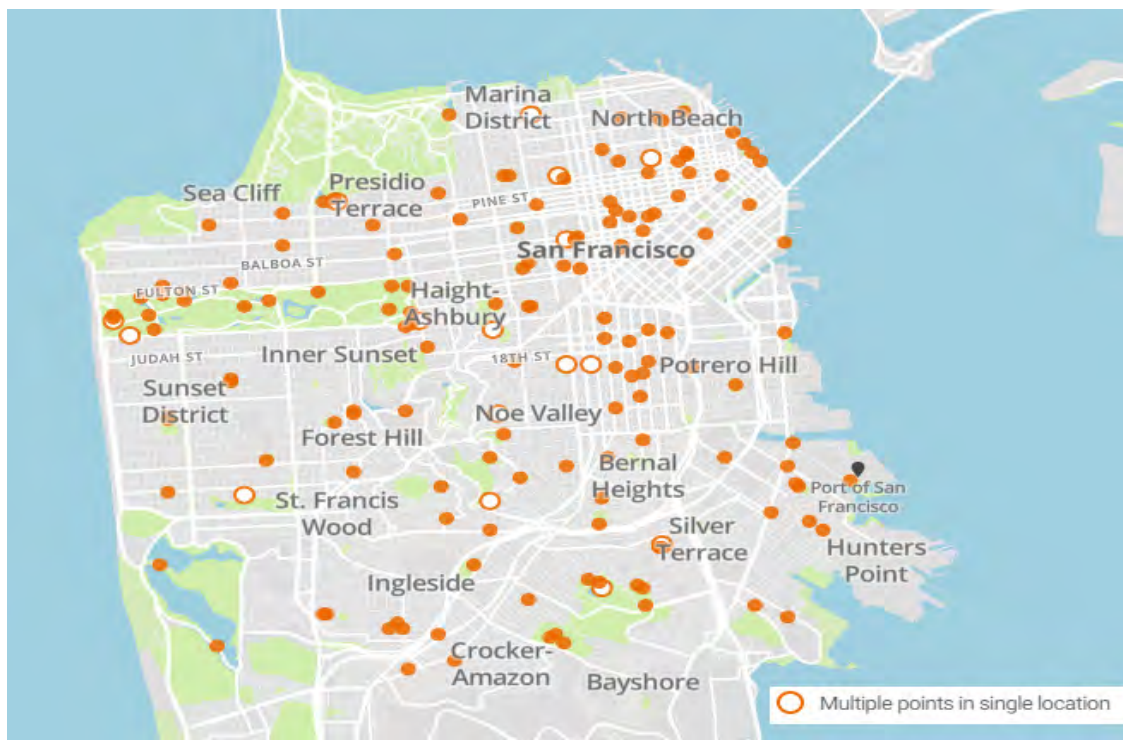 Marina
District
North Beach
Sea Cliff
Presidio
Terrace
PINE ST
San Francisco
BALBOA ST
FULTON ST
Haight-
Ashbury
JUDAH ST
Inner Sunset
18TH ST
Potrero Hill
Sunset
District
Noe Valley
Forest Hill
Bernal
Heights
Port of San
Francisco
St. Francis
Wood
Silver
Terrace
Hunters
Point
Ingleside
Crocker-
Amazon
Bayshore
Multiple points in single location